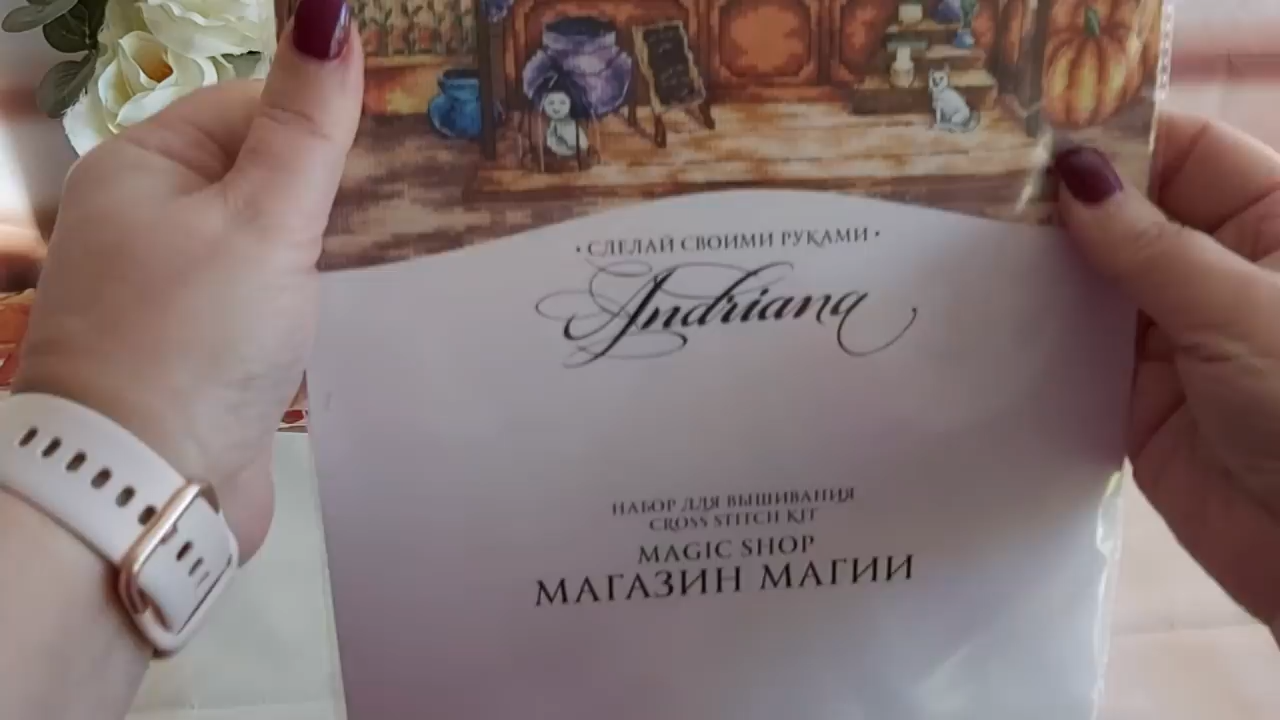 • СДЕЛАЙ СВОИМИ РУКАМИ •
Andriana
НАБОР ДЛЯ ВЫШИВАНИЯ
CROSS STITCH KIT
MAGIC SHOP
МАГАЗИН МАГИИ